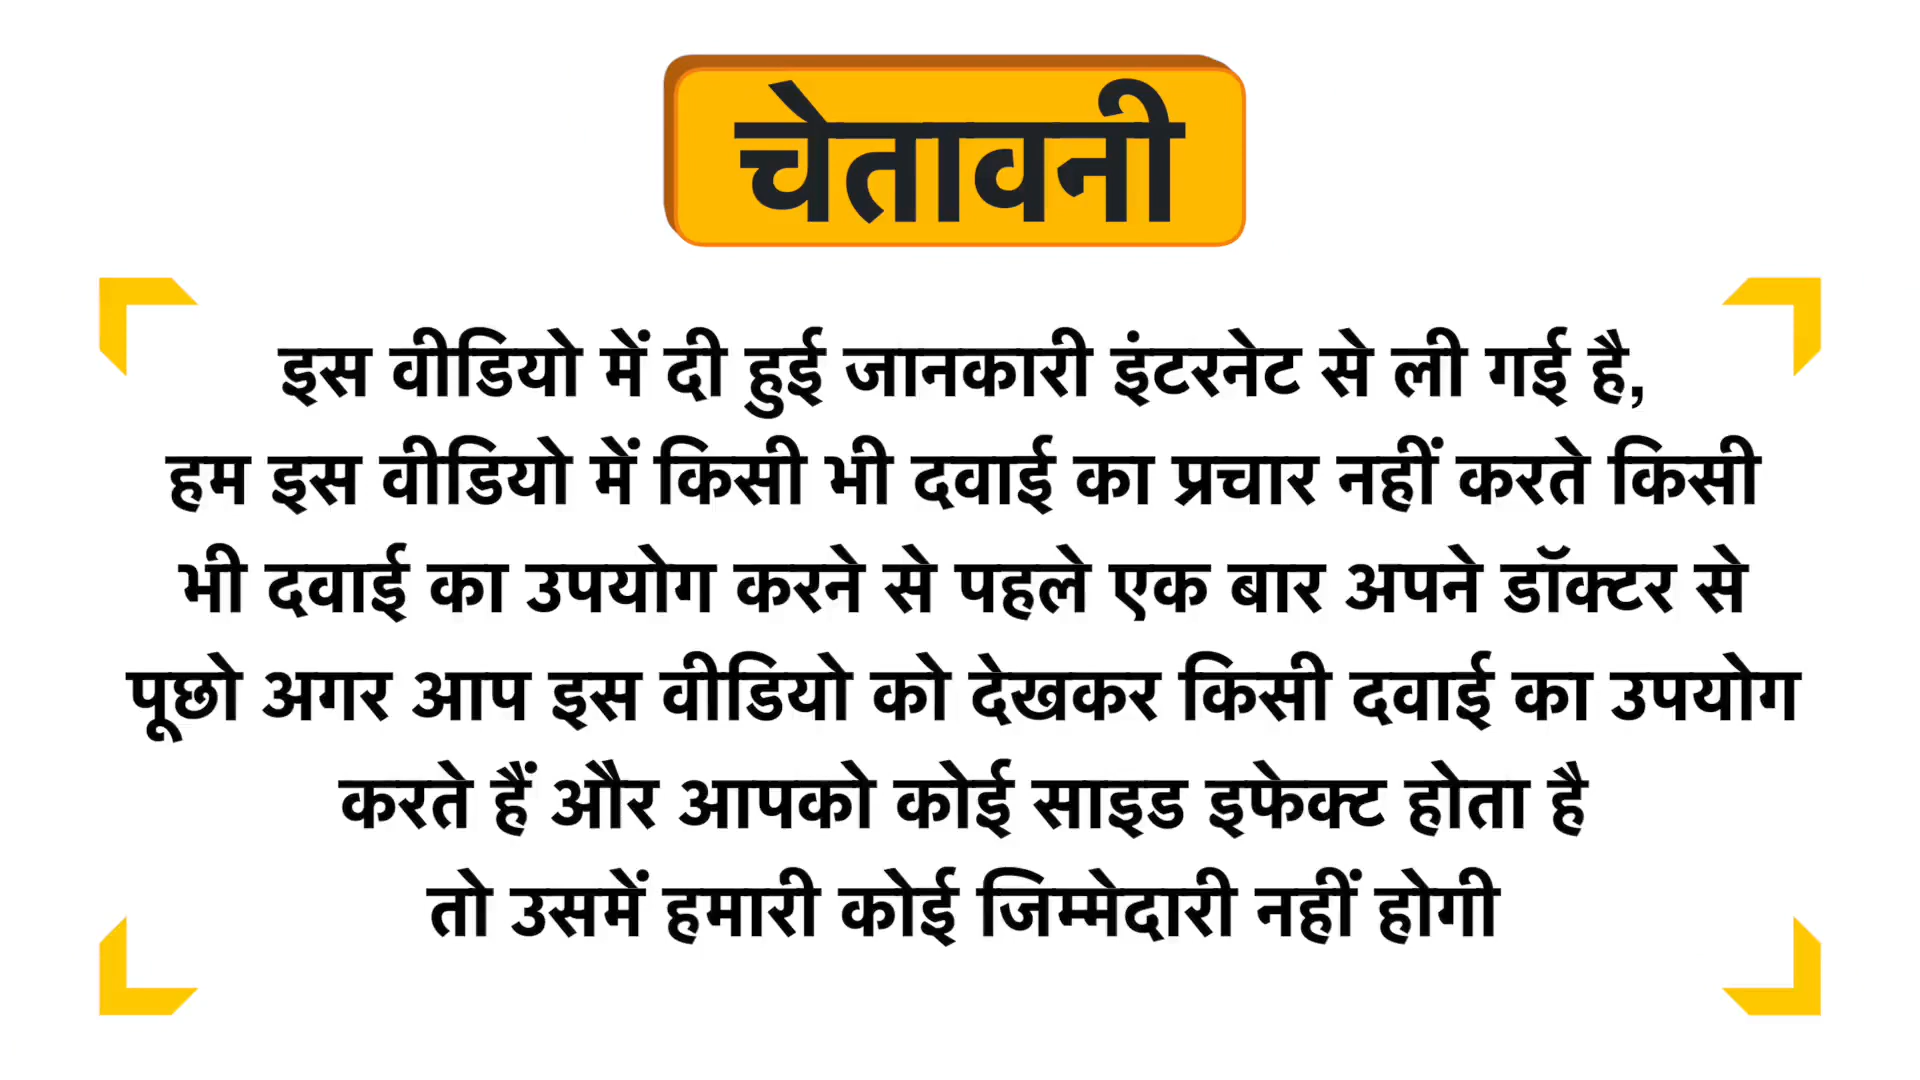 चेतावनी
इस वीडियो में दी हुई जानकारी इंटरनेट से ली गई है,
हम इस वीडियो में किसी भी दवाई का प्रचार नहीं करते किसी
भी दवाई का उपयोग करने से पहले एक बार अपने डॉक्टर से
पूछो अगर आप इस वीडियो को देखकर किसी दवाई का उपयोग
करते हैं और आपको कोई साइड इफेक्ट होता है
तो उसमें हमारी कोई जिम्मेदारी नहीं होगी